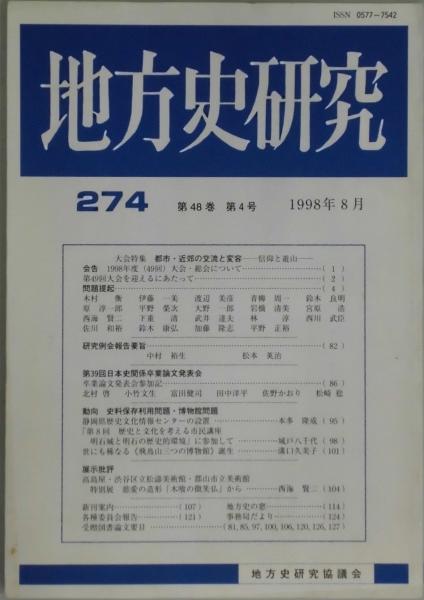 ISSN 0577-7542
地方史研究
274 第48巻 第4号 1998年8月
大会特集 都市・近郊の交流と変容――信仰と遊山――
会告 1998年度(49回)大会・総会について…(1)
第49回大会を迎えるにあたって…(2)
問題提起…(4)
木村 衡 伊藤 一美 渡辺 美彦 青柳 周一 鈴木 良明
原 淳一郎 平野 榮次 大野 一郎 岩橋 清美 宮原 浩
西海 賢二 下重 清 武井 達夫 林 淳 西川 武臣
佐川 和裕 鈴木 康弘 加藤 隆志 平野 正裕
研究例会報告要旨…(82)
中村 裕生 松本 英治
第39回日本史関係卒業論文発表会
卒業論文発表会参加記…(86)
北村 啓 小竹文生 富田健司 田中洋平 佐野かおり 松崎 稔
動向 史料保存利用問題・博物館問題
静岡県歴史文化情報センターの設置…本多 隆成(95)
「第8回 歴史と文化を考える市民講座
明石城と明石の歴史的環境」に参加して…城戸八千代(98)
世にも稀なる《飛鳥山三つの博物館》誕生…溝口久美子(101)
展示批評
高島屋・渋谷区立松濤美術館・郡山市立美術館
特別展 慈愛の造形「木喰の微笑仏」から…西海 賢二(104)
新刊案内…(107) 地方史の窓…(114)
各種委員会報告…(121) 事務局だより…(124)
受贈図書論文要目…(81,85,97,100,106,120,126,127)
地方史研究協議会